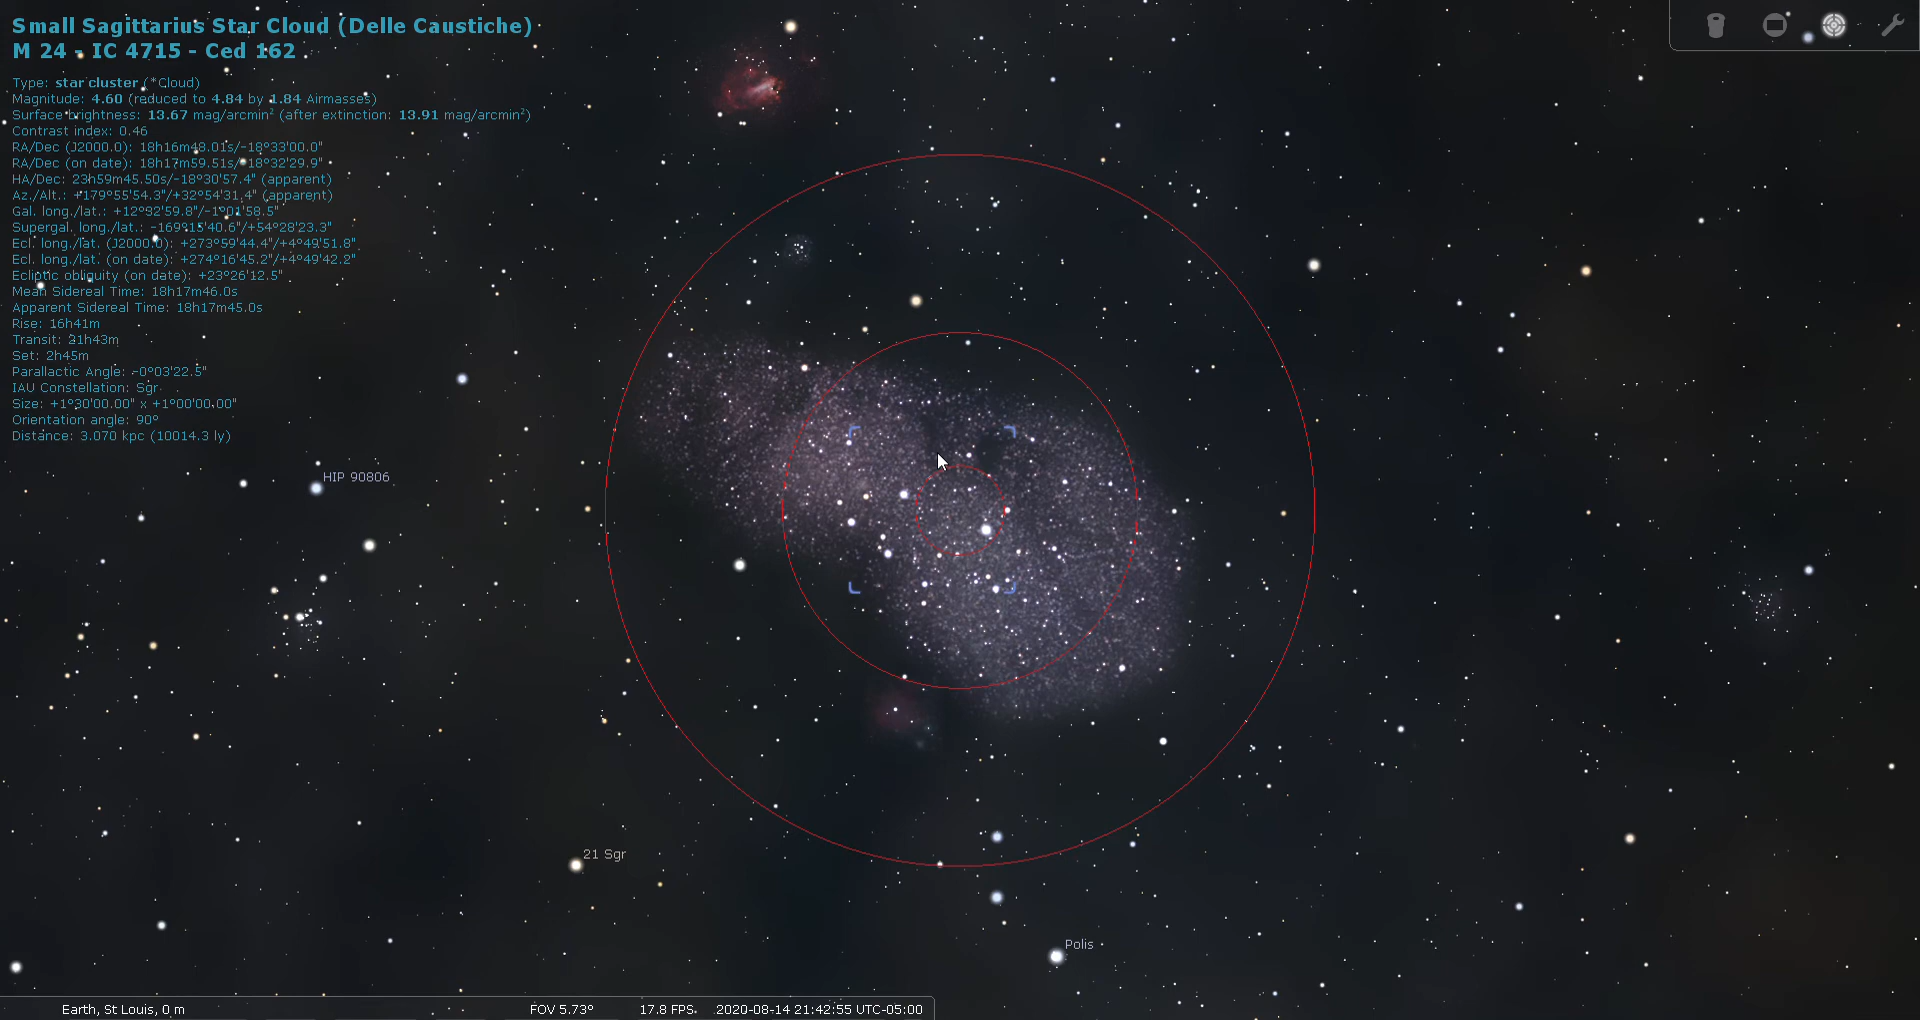 Small Sagittarius Star Cloud (Delle Caustiche)
M 24 - IC 4715 - Ced 162
Type: star cluster (*Cloud)
Magnitude: 4.60 (reduced to 4.84 by 1.84 Airmasses)
Surface brightness: 13.67 mag/arcmin² (after extinction: 13.91 mag/arcmin²)
Contrast index: 0.46
RA/Dec (J2000.0): 18h16m48.01s/-18°33'00.0"
RA/Dec (on date): 18h17m59.51s/-18°32'29.9"
HA/Dec: 23h59m45.50s/-18°30'57.4" (apparent)
Az./Alt.: +179°55'54.3"/+32°54'31.4" (apparent)
Gal. long./lat.: +12°32'59.8"/-1°01'58.5"
Supergal. long./lat.: -169°15'40.6"/+54°28'23.3"
Ecl. long./lat. (J2000.0): +273°59'44.4"/+4°49'51.8"
Ecl. long./lat. (on date): +274°16'45.2"/+4°49'42.2"
Ecliptic obliquity (on date): +23°26'12.5"
Mean Sidereal Time: 18h17m46.0s
Apparent Sidereal Time: 18h17m45.0s
Rise: 16h41m
Transit: 21h43m
Set: 2h45m
Parallactic Angle: -0°03'22.5"
IAU Constellation: Sgr
Size: +1°30'00.00" x +1°00'00.00"
Orientation angle: 90°
Distance: 3.070 kpc (10014.3 ly)
HIP 90806
21 Sgr
Polis
Earth, St Louis, 0 m FOV 5.73° 17.8 FPS 2020-08-14 21:42:55 UTC-05:00